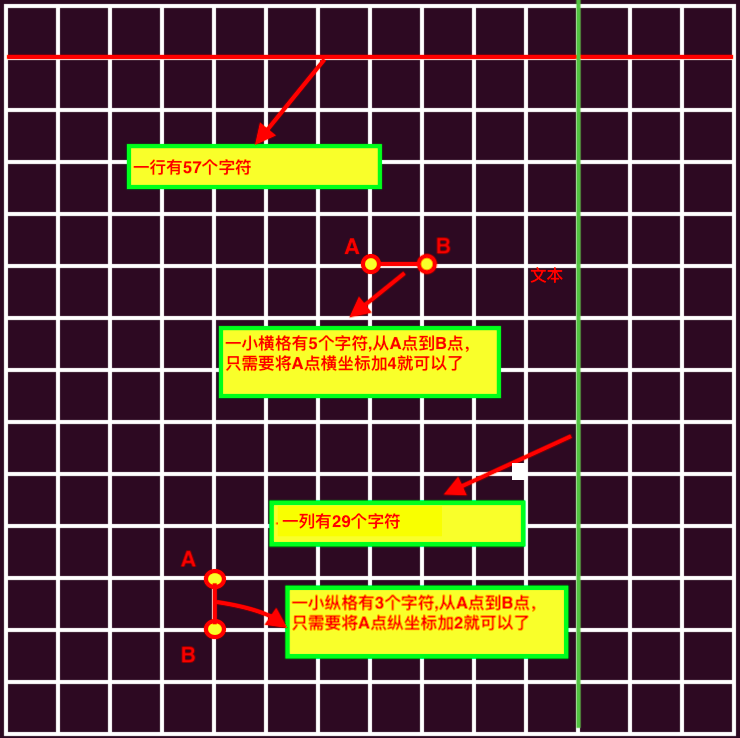 一行有57个字符
A
B
文本
一小横格有5个字符,从A点到B点,
只需要将A点横坐标加4就可以了
一列有29个字符
A
一小纵格有3个字符,从A点到B点,
只需要将A点纵坐标加2就可以了
B